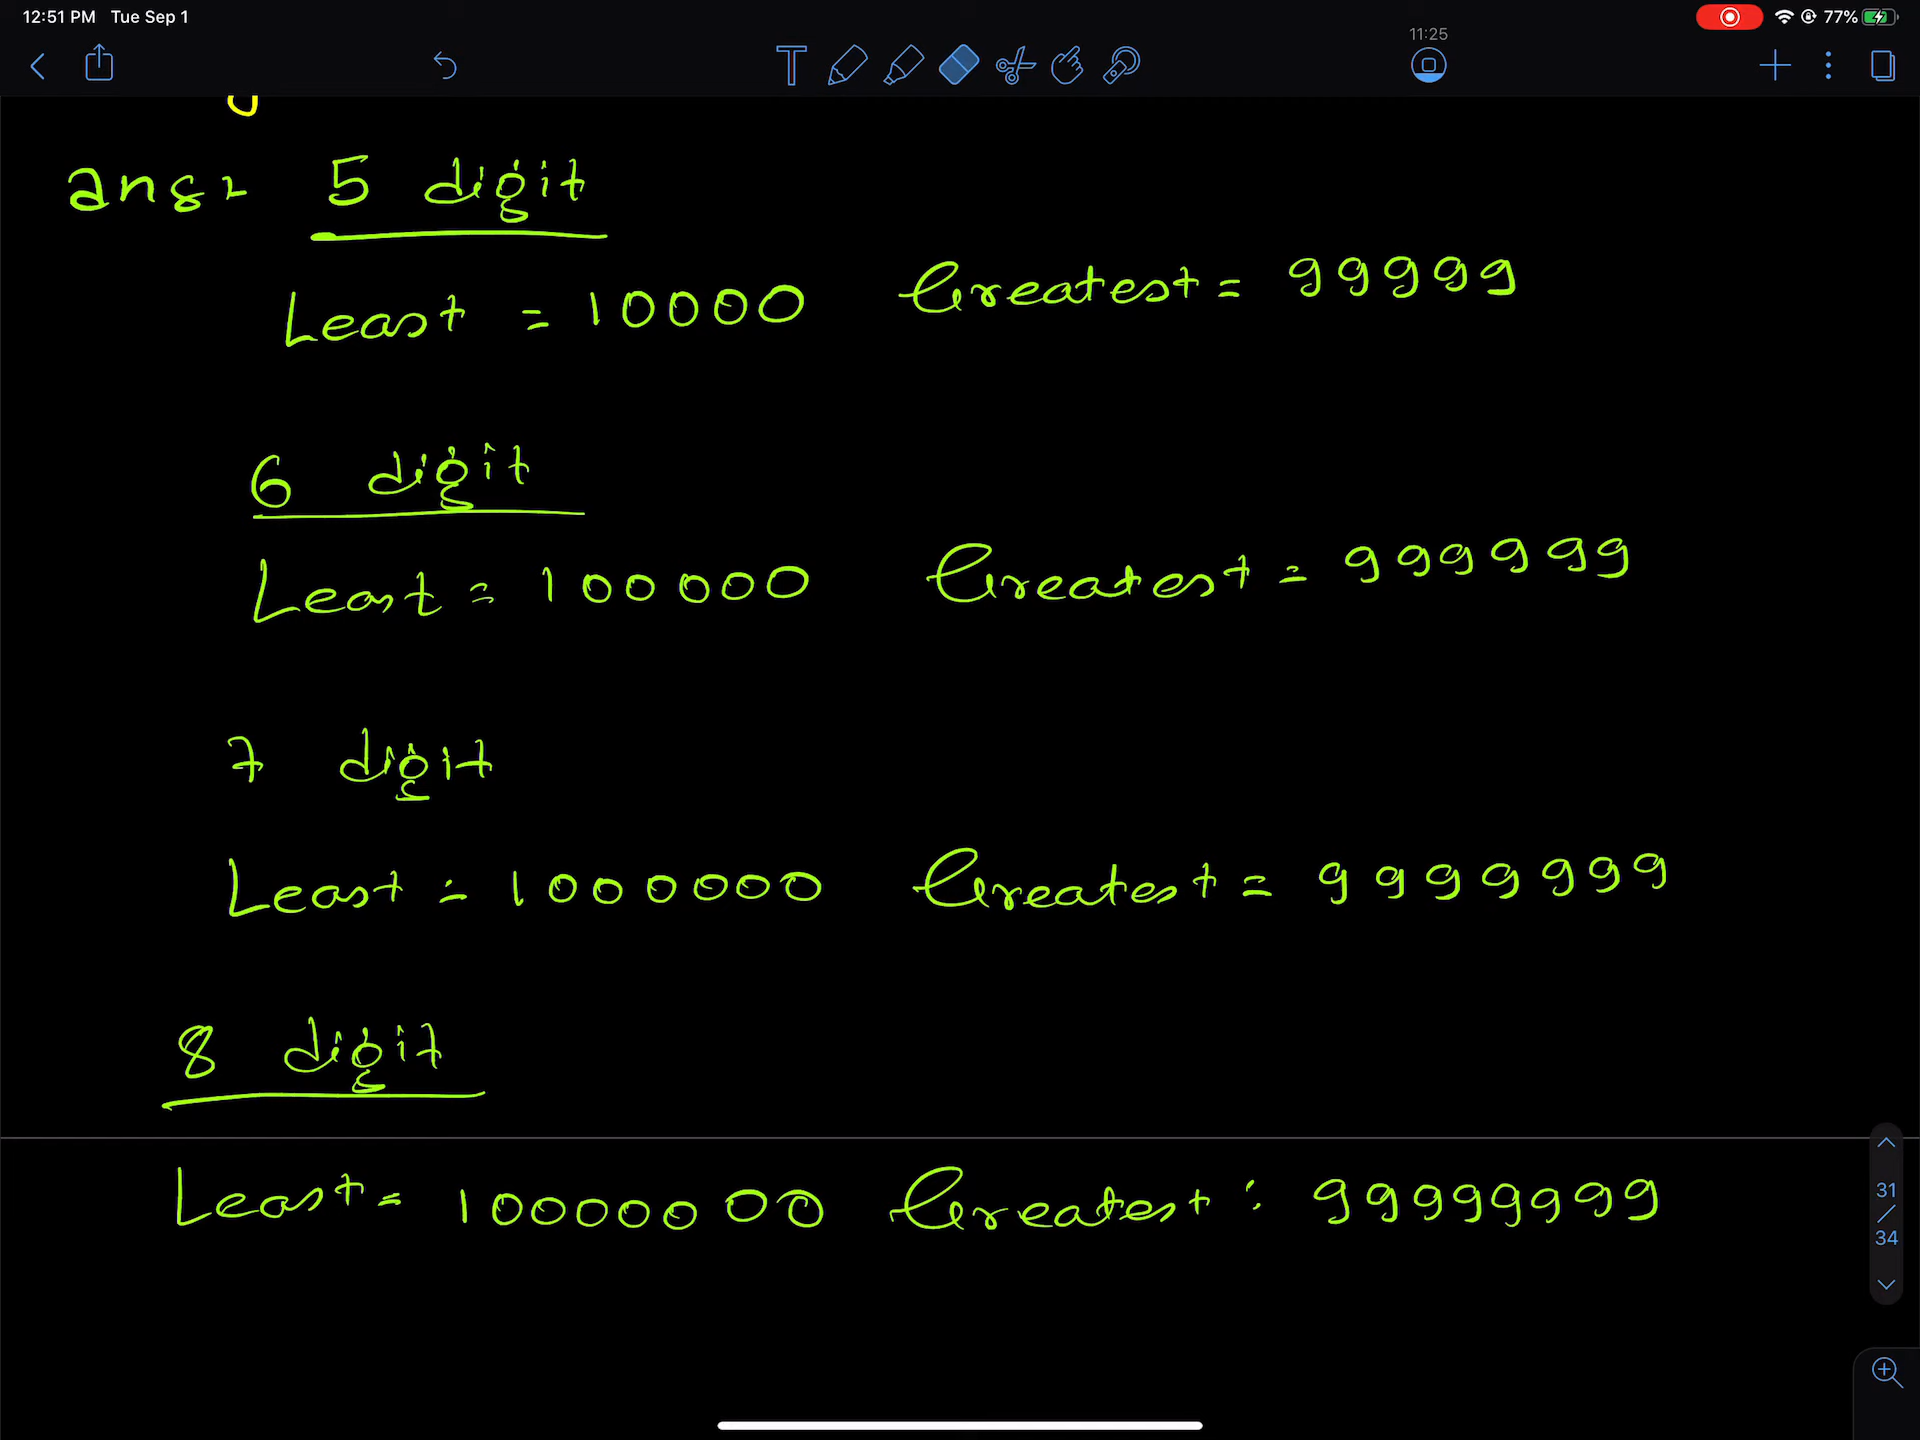 12:51 PM Tue Sep 1 77%
11:25
ans= 5 digit
Least = 10000 Greatest = 99999
6 digit
Least = 100000 Greatest = 999999
7 digit
Least = 1000000 Greatest = 9999999
8 digit
Least = 10000000 Greatest : 99999999
31
/
34